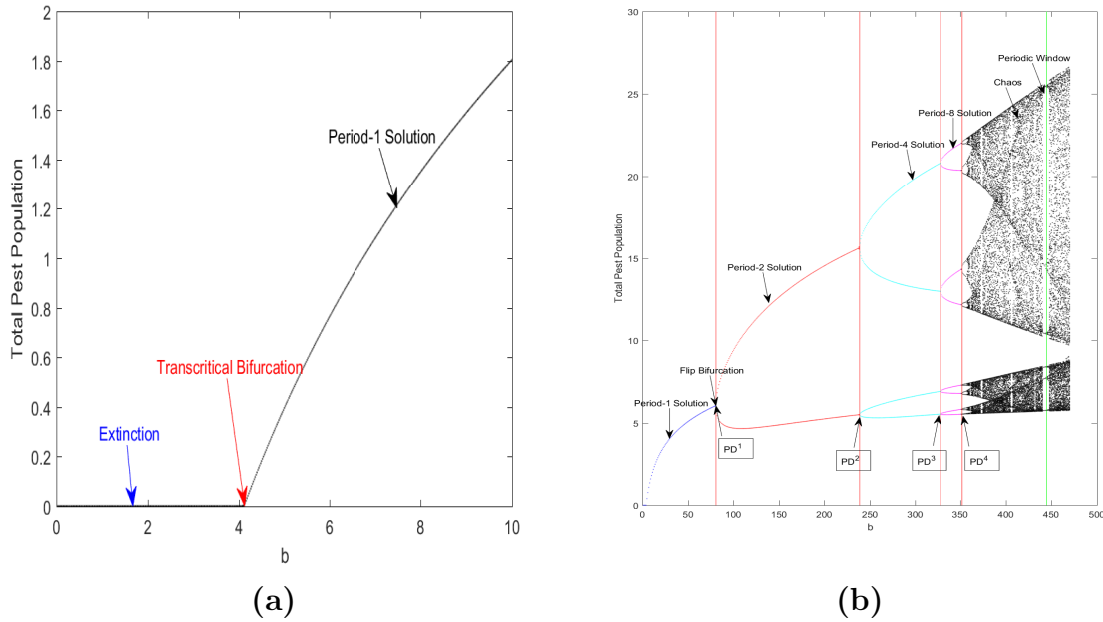 2
1.8
1.6
1.4
1.2
1
0.8
0.6
0.4
0.2
0
Total Pest Population
Period-1 Solution
Transcritical Bifurcation
Extinction
0 2 4 6 8 10
b
(a)
30
25
20
15
10
5
0
Total Pest Population
Periodic Window
Chaos
Period-8 Solution
Period-4 Solution
Period-2 Solution
Flip Bifurcation
Period-1 Solution
PD1
PD2
PD3
PD4
0 50 100 150 200 250 300 350 400 450 500
b
(b)